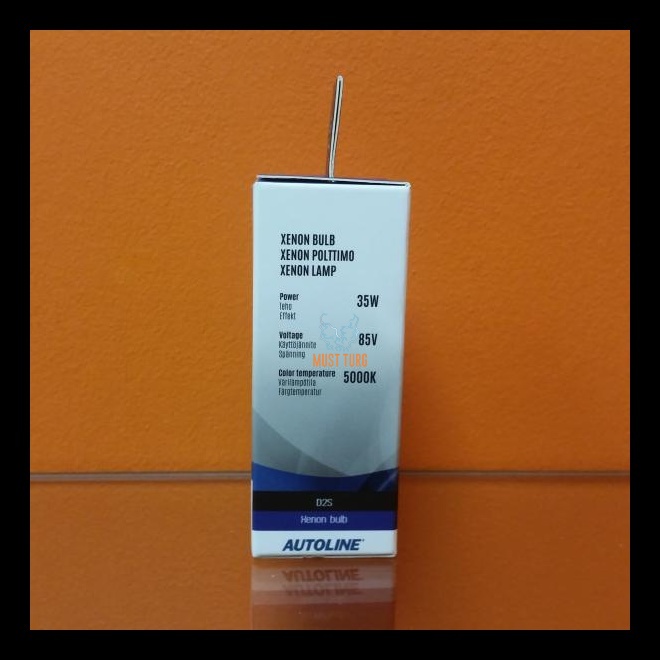 XENON BULB
XENON POLTTIMO
XENON LAMP
Power 35W
Teho
Effekt
Voltage 85V
Käyttöjännite
Spänning
MUST TURG
Color temperature 5000K
Värilämpötila
Färgtemperatur
D2S
Xenon bulb
AUTOLINE